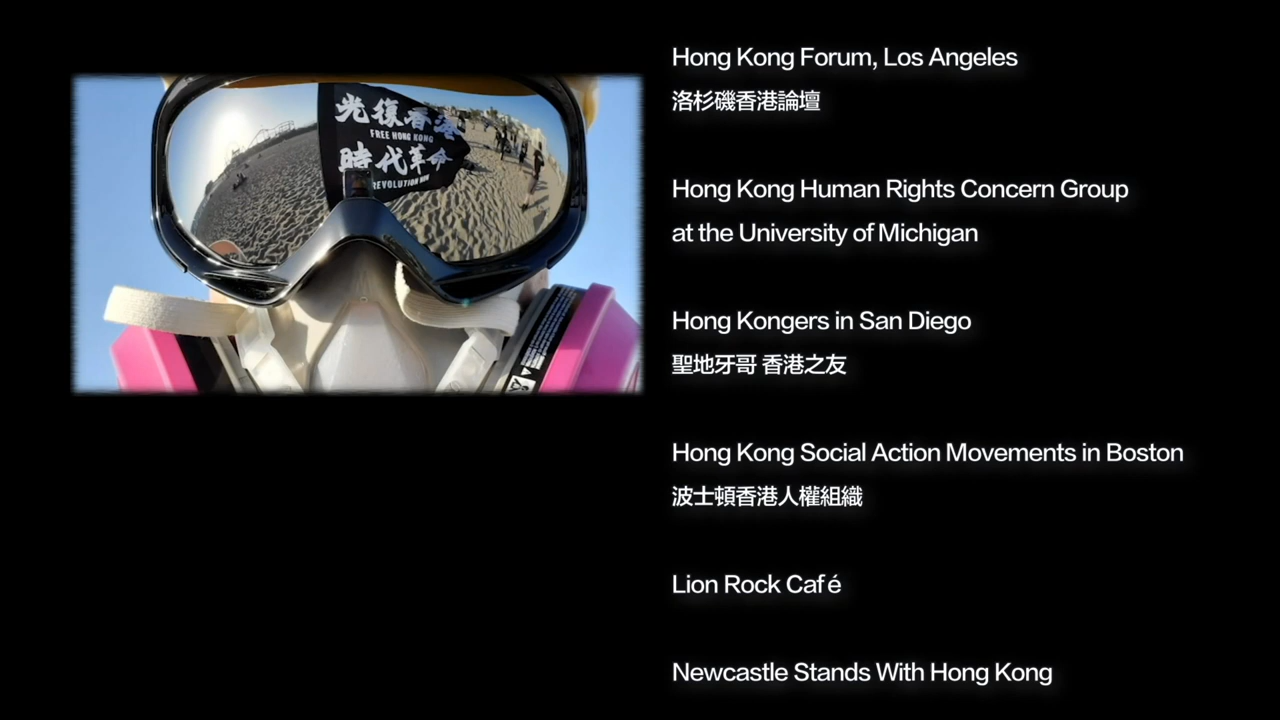 光復香港
FREE HONG KONG
時代革命
REVOLUTION NOW
Hong Kong Forum, Los Angeles
洛杉磯香港論壇
Hong Kong Human Rights Concern Group
at the University of Michigan
Hong Kongers in San Diego
聖地牙哥 香港之友
Hong Kong Social Action Movements in Boston
波士頓香港人權組織
Lion Rock Café
Newcastle Stands With Hong Kong